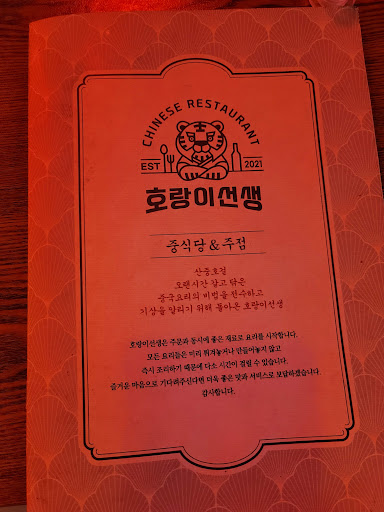 CHINESE RESTAURANT
EST 2021
호랑이선생
중식당 & 주점
산중호걸
오랜시간 갈고 닦은
중국요리의 비법을 전수하고
기상을 알리기 위해 돌아온 호랑이선생
호랑이선생은 주문과 동시에 좋은 재료로 요리를 시작합니다.
모든 요리들은 미리 튀겨놓거나 만들어놓지 않고
즉시 조리하기 때문에 다소 시간이 걸릴 수 있습니다.
즐거운 마음으로 기다려주신다면 더욱 좋은 맛과 서비스로 보답하겠습니다.
감사합니다.